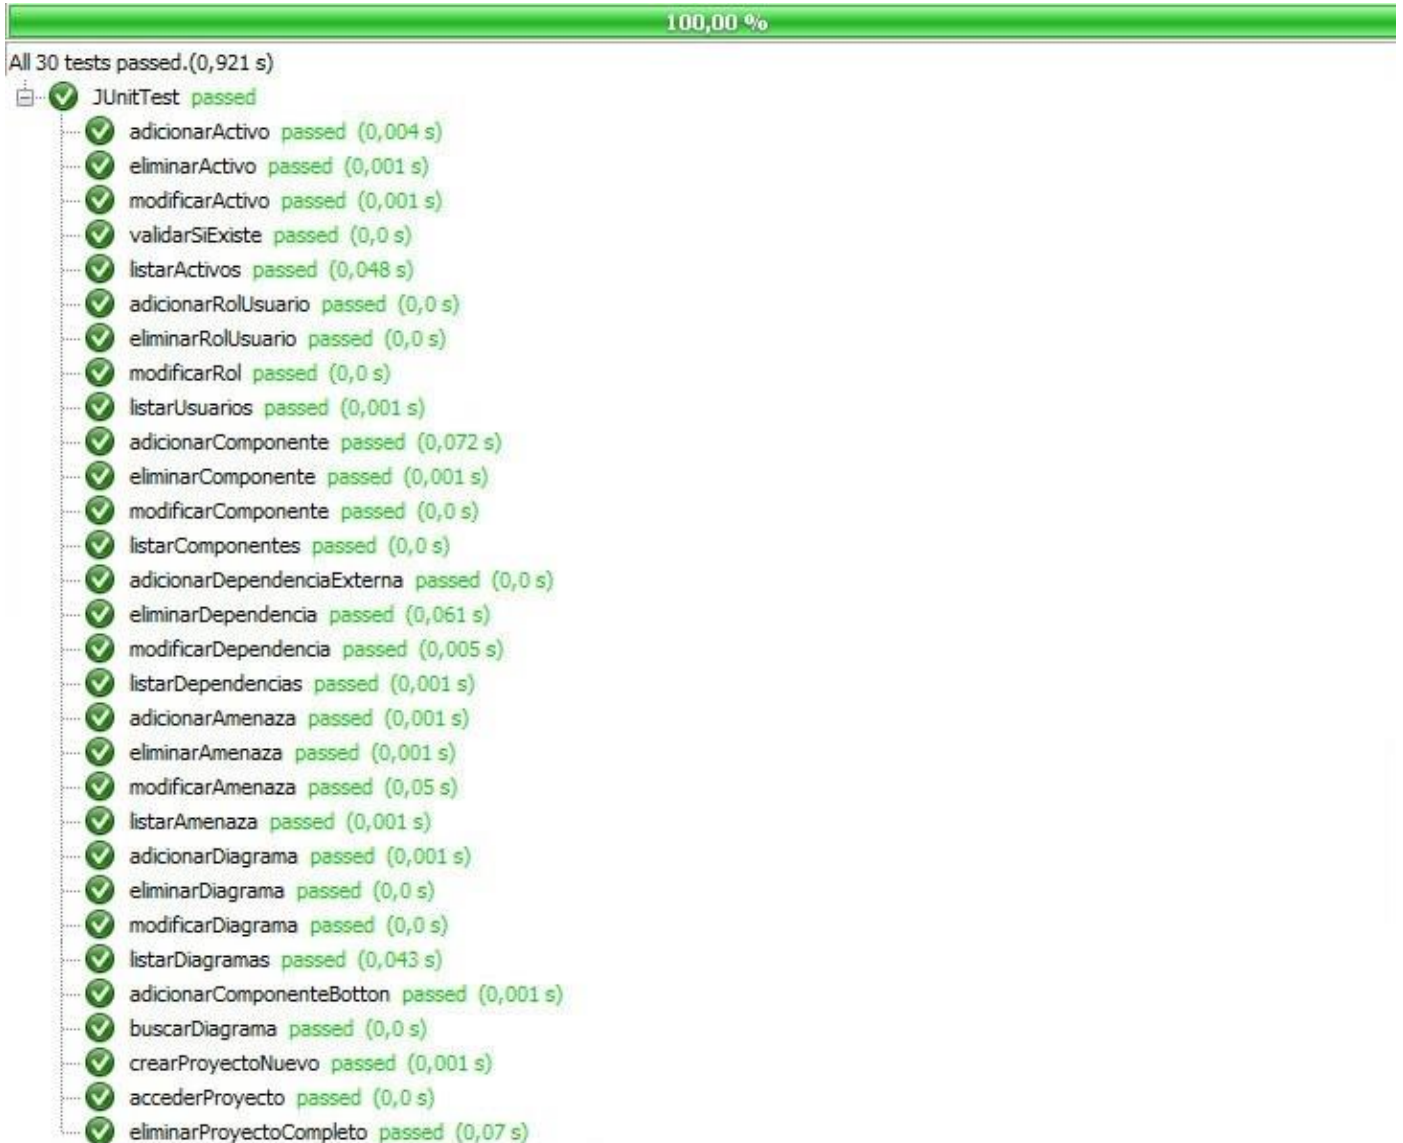 100,00 %
All 30 tests passed.(0,921 s)
JUnitTest passed
adicionarActivo passed (0,004 s)
eliminarActivo passed (0,001 s)
modificarActivo passed (0,001 s)
validarSiExiste passed (0,0 s)
listarActivos passed (0,048 s)
adicionarRolUsuario passed (0,0 s)
eliminarRolUsuario passed (0,0 s)
modificarRol passed (0,0 s)
listarUsuarios passed (0,001 s)
adicionarComponente passed (0,072 s)
eliminarComponente passed (0,001 s)
modificarComponente passed (0,0 s)
listarComponentes passed (0,0 s)
adicionarDependenciaExterna passed (0,0 s)
eliminarDependencia passed (0,061 s)
modificarDependencia passed (0,005 s)
listarDependencias passed (0,001 s)
adicionarAmenaza passed (0,001 s)
eliminarAmenaza passed (0,001 s)
modificarAmenaza passed (0,05 s)
listarAmenaza passed (0,001 s)
adicionarDiagrama passed (0,001 s)
eliminarDiagrama passed (0,0 s)
modificarDiagrama passed (0,0 s)
listarDiagramas passed (0,043 s)
adicionarComponenteBotton passed (0,001 s)
buscarDiagrama passed (0,0 s)
crearProyectoNuevo passed (0,001 s)
accederProyecto passed (0,0 s)
eliminarProyectoCompleto passed (0,07 s)